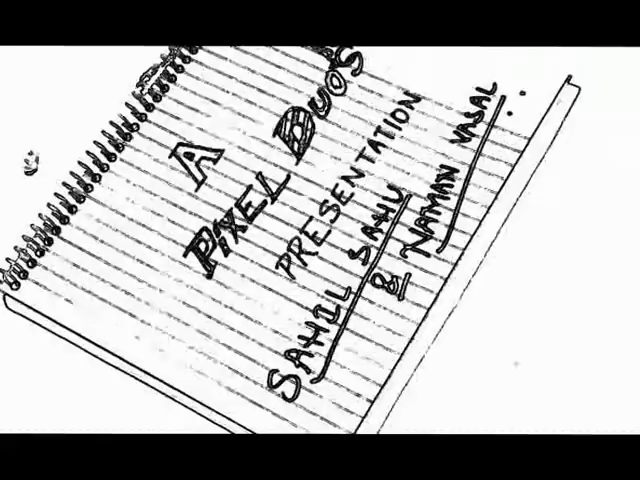 A
PIXEL DUOS
PRESENTATION
SAHIL SAHU
& NAMAN VASAL